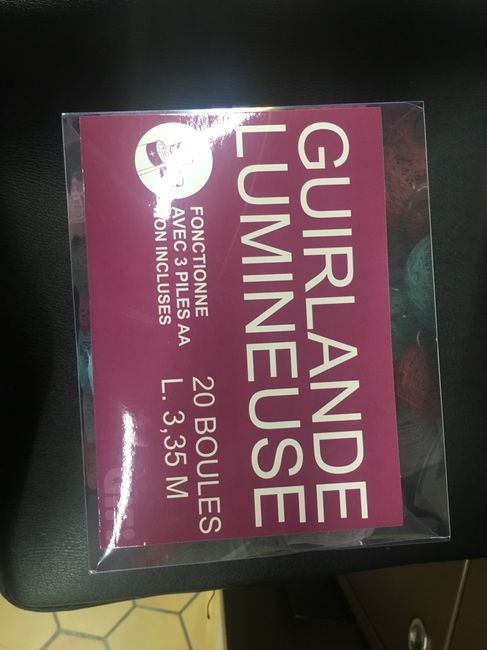 GUIRLANDE
LUMINEUSE
FONCTIONNE
AVEC 3 PILES AA
NON INCLUSES
20 BOULES
L. 3,35 M